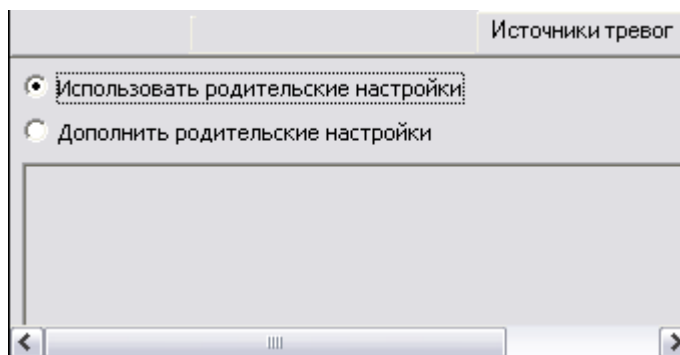 Источники тревог
Использовать родительские настройки
Дополнить родительские настройки